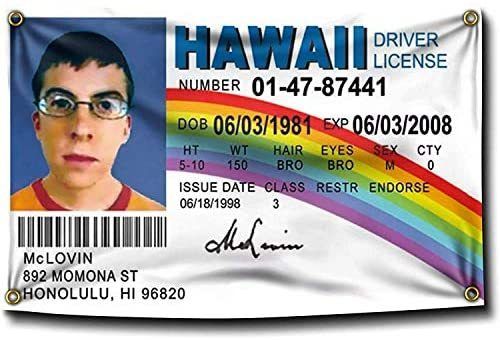 HAWAII DRIVER
LICENSE
NUMBER 01-47-87441
DOB 06/03/1981 EXP 06/03/2008
HT WT HAIR EYES SEX CTY
5-10 150 BRO BRO M 0
ISSUE DATE CLASS RESTR ENDORSE
06/18/1998 3
McLovin
McLOVIN
892 MOMONA ST
HONOLULU, HI 96820